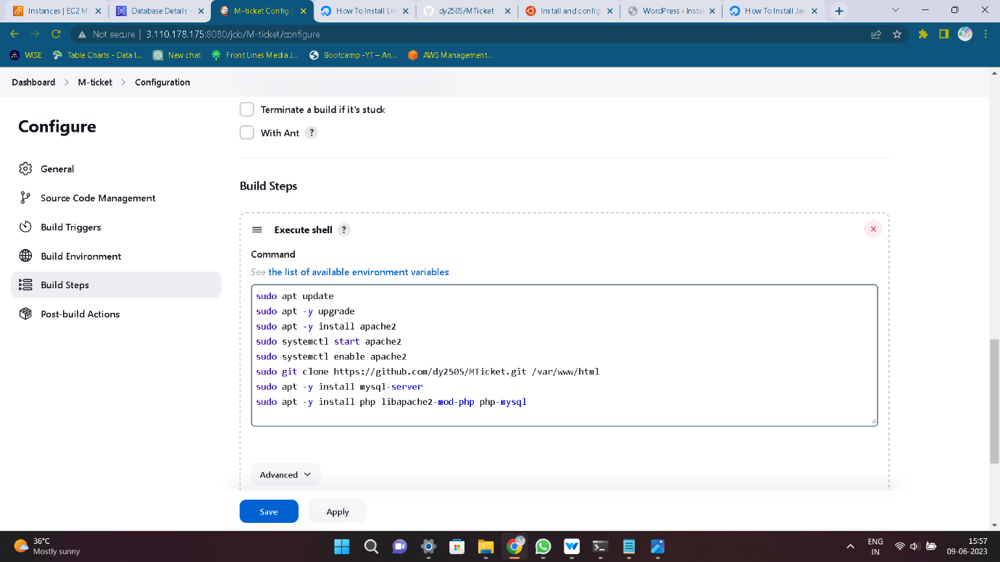 Instances | EC2 M
Database Details -
M-ticket Config
How To Install Lin
dy2505/MTicket
Install and config
WordPress › Instal
How To Install Jav
Not secure | 3.110.178.175:8080/job/M-ticket/configure
WISE
Table Charts - Data I...
New chat
Front Lines Media J...
Bootcamp -YT – An...
AWS Management...
Dashboard > M-ticket > Configuration
Configure
General
Source Code Management
Build Triggers
Build Environment
Build Steps
Post-build Actions
Terminate a build if it's stuck
With Ant ?
Build Steps
Execute shell ?
Command
See the list of available environment variables
sudo apt update
sudo apt -y upgrade
sudo apt -y install apache2
sudo systemctl start apache2
sudo systemctl enable apache2
sudo git clone https://github.com/dy2505/MTicket.git /var/www/html
sudo apt -y install mysql-server
sudo apt -y install php libapache2-mod-php php-mysql
Advanced
Save
Apply
36°C
Mostly sunny
ENG
IN
15:57
09-06-2023